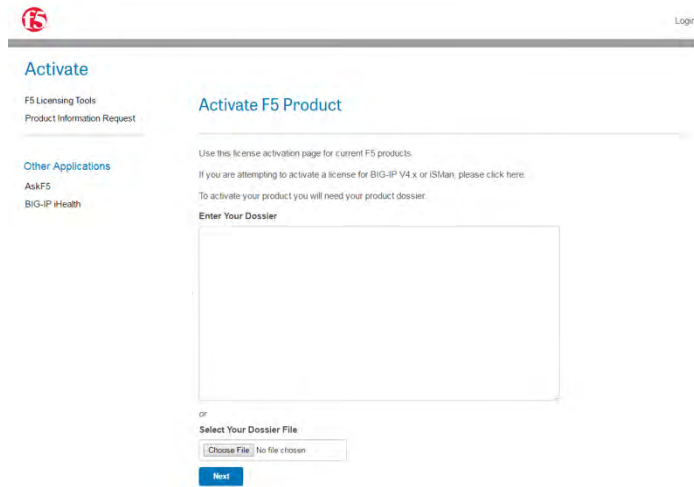 f5
Login
Activate
F5 Licensing Tools
Product Information Request
Other Applications
AskF5
BIG-IP iHealth
Activate F5 Product
Use this license activation page for current F5 products.
If you are attempting to activate a license for BIG-IP V4.x or iSMan, please click here.
To activate your product you will need your product dossier.
Enter Your Dossier
or
Select Your Dossier File
Choose File No file chosen
Next